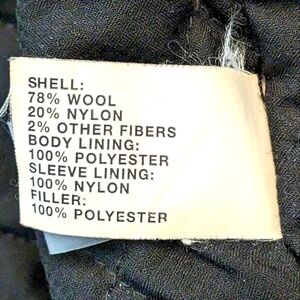 SHELL:
78% WOOL
20% NYLON
2% OTHER FIBERS
BODY LINING:
100% POLYESTER
SLEEVE LINING:
100% NYLON
FILLER:
100% POLYESTER